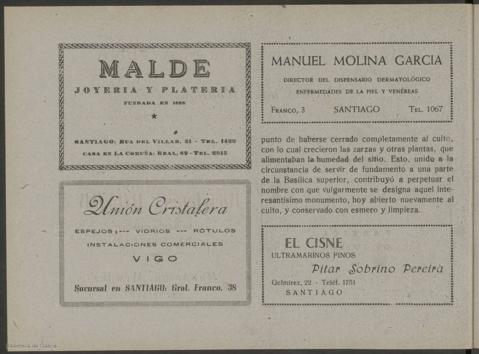 MALDE
JOYERIA Y PLATERIA
FUNDADA EN
SANTIAGO: RUA DEL VILLAR, 21 - TEL. 1422
CASA EN LA CORUÑA: REAL, 69 - TEL. 2815
Unión Cristalera
ESPEJOS;--- VIDRIOS --- RÓTULOS
INSTALACIONES COMERCIALES
VIGO
Sucursal en SANTIAGO: Gral. Franco, 38
MANUEL MOLINA GARCIA
DIRECTOR DEL DISPENSARIO DERMATOLÓGICO
ENFERMEDADES DE LA PIEL Y VENÉREAS
FRANCO, 3 SANTIAGO TEL. 1067
punto de haberse cerrado completamente al culto,
con lo cual crecieron las zarzas y otras plantas, que
alimentaban la humedad del sitio. Esto, unido a la
circunstancia de servir de fundamento a una parte
de la Basílica superior, contribuyó a perpetuar el
nombre con que vulgarmente se designa aquel inte-
resantísimo monumento, hoy abierto nuevamente al
culto, y conservado con esmero y limpieza.
EL CISNE
ULTRAMARINOS FINOS
Pilar Sobrino Pereira
Gelmírez, 22 - Teléf. 1751
SANTIAGO